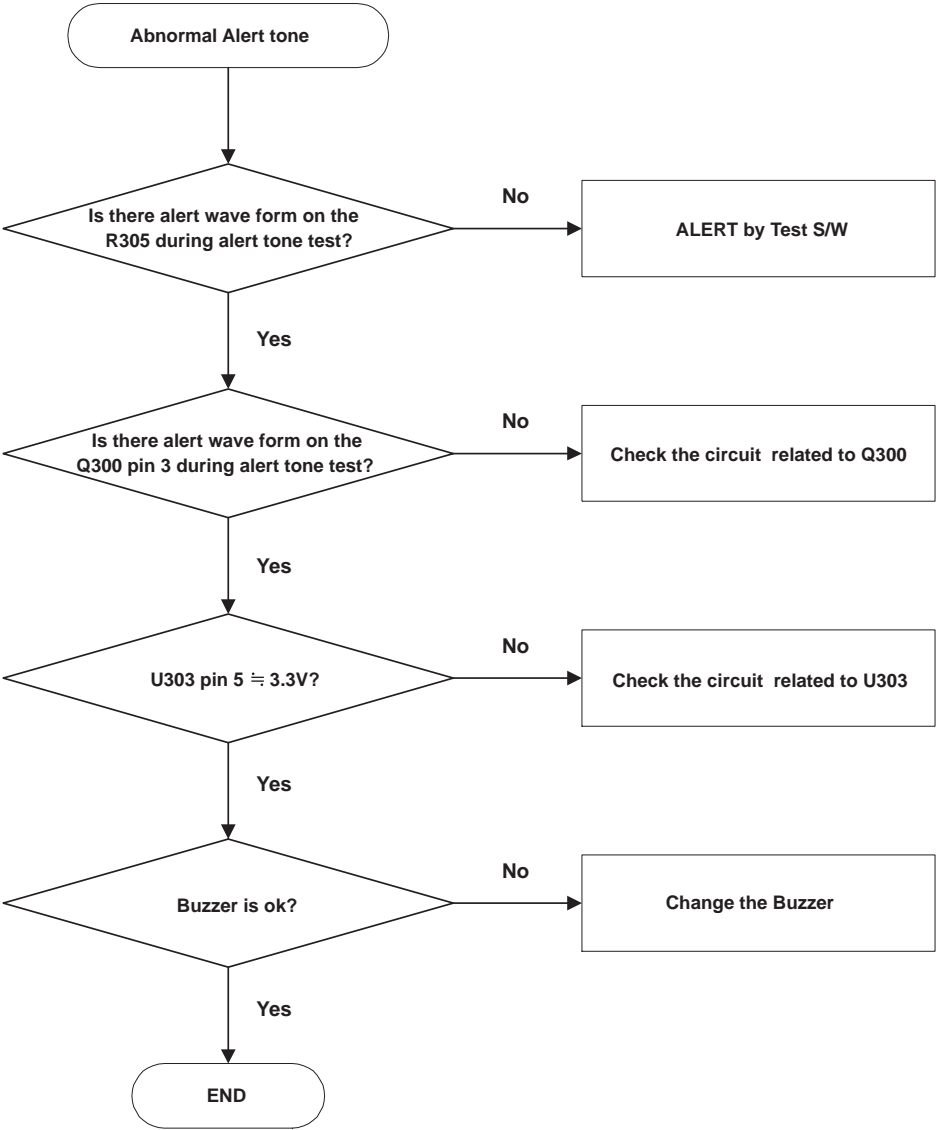 Abnormal Alert tone
Is there alert wave form on the
R305 during alert tone test?
No
ALERT by Test S/W
Yes
Is there alert wave form on the
Q300 pin 3 during alert tone test?
No
Check the circuit related to Q300
Yes
U303 pin 5 ≒ 3.3V?
No
Check the circuit related to U303
Yes
Buzzer is ok?
No
Change the Buzzer
Yes
END